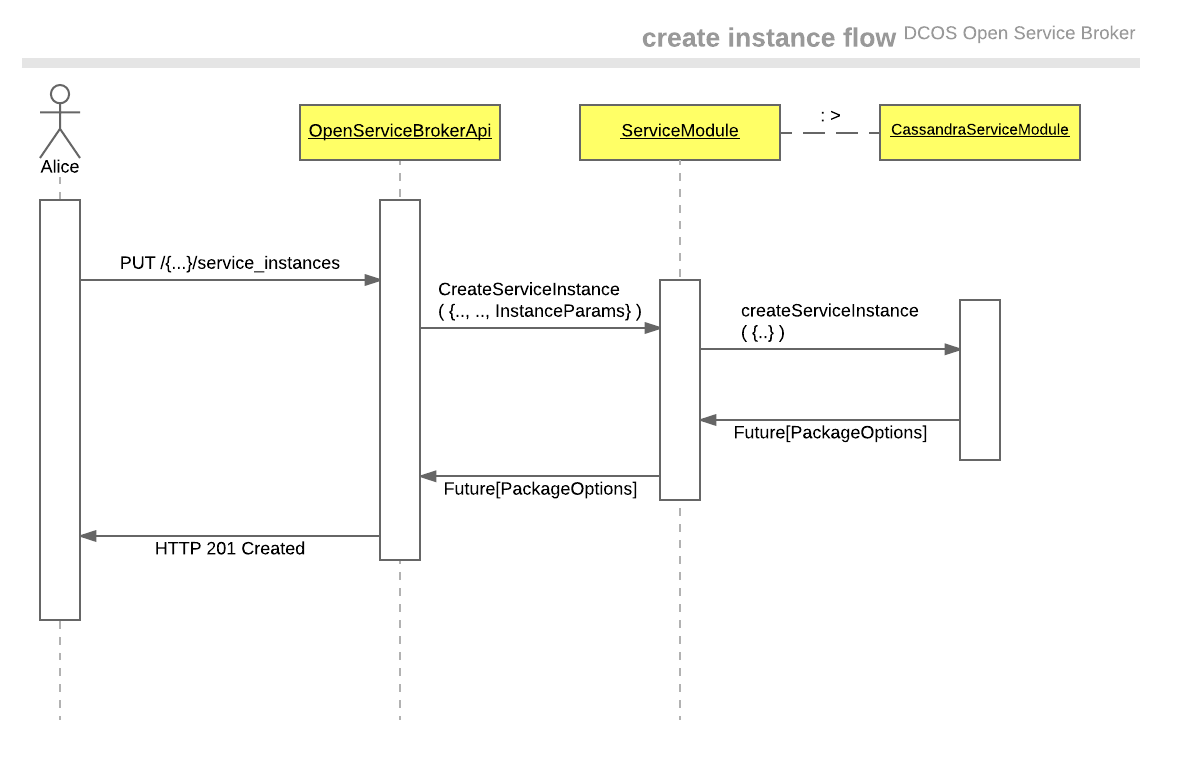 create instance flow DCOS Open Service Broker
Alice
OpenServiceBrokerApi
ServiceModule
: >
CassandraServiceModule
PUT /{...}/service_instances
CreateServiceInstance
( {.., .., InstanceParams} )
createServiceInstance
( {..} )
Future[PackageOptions]
Future[PackageOptions]
HTTP 201 Created